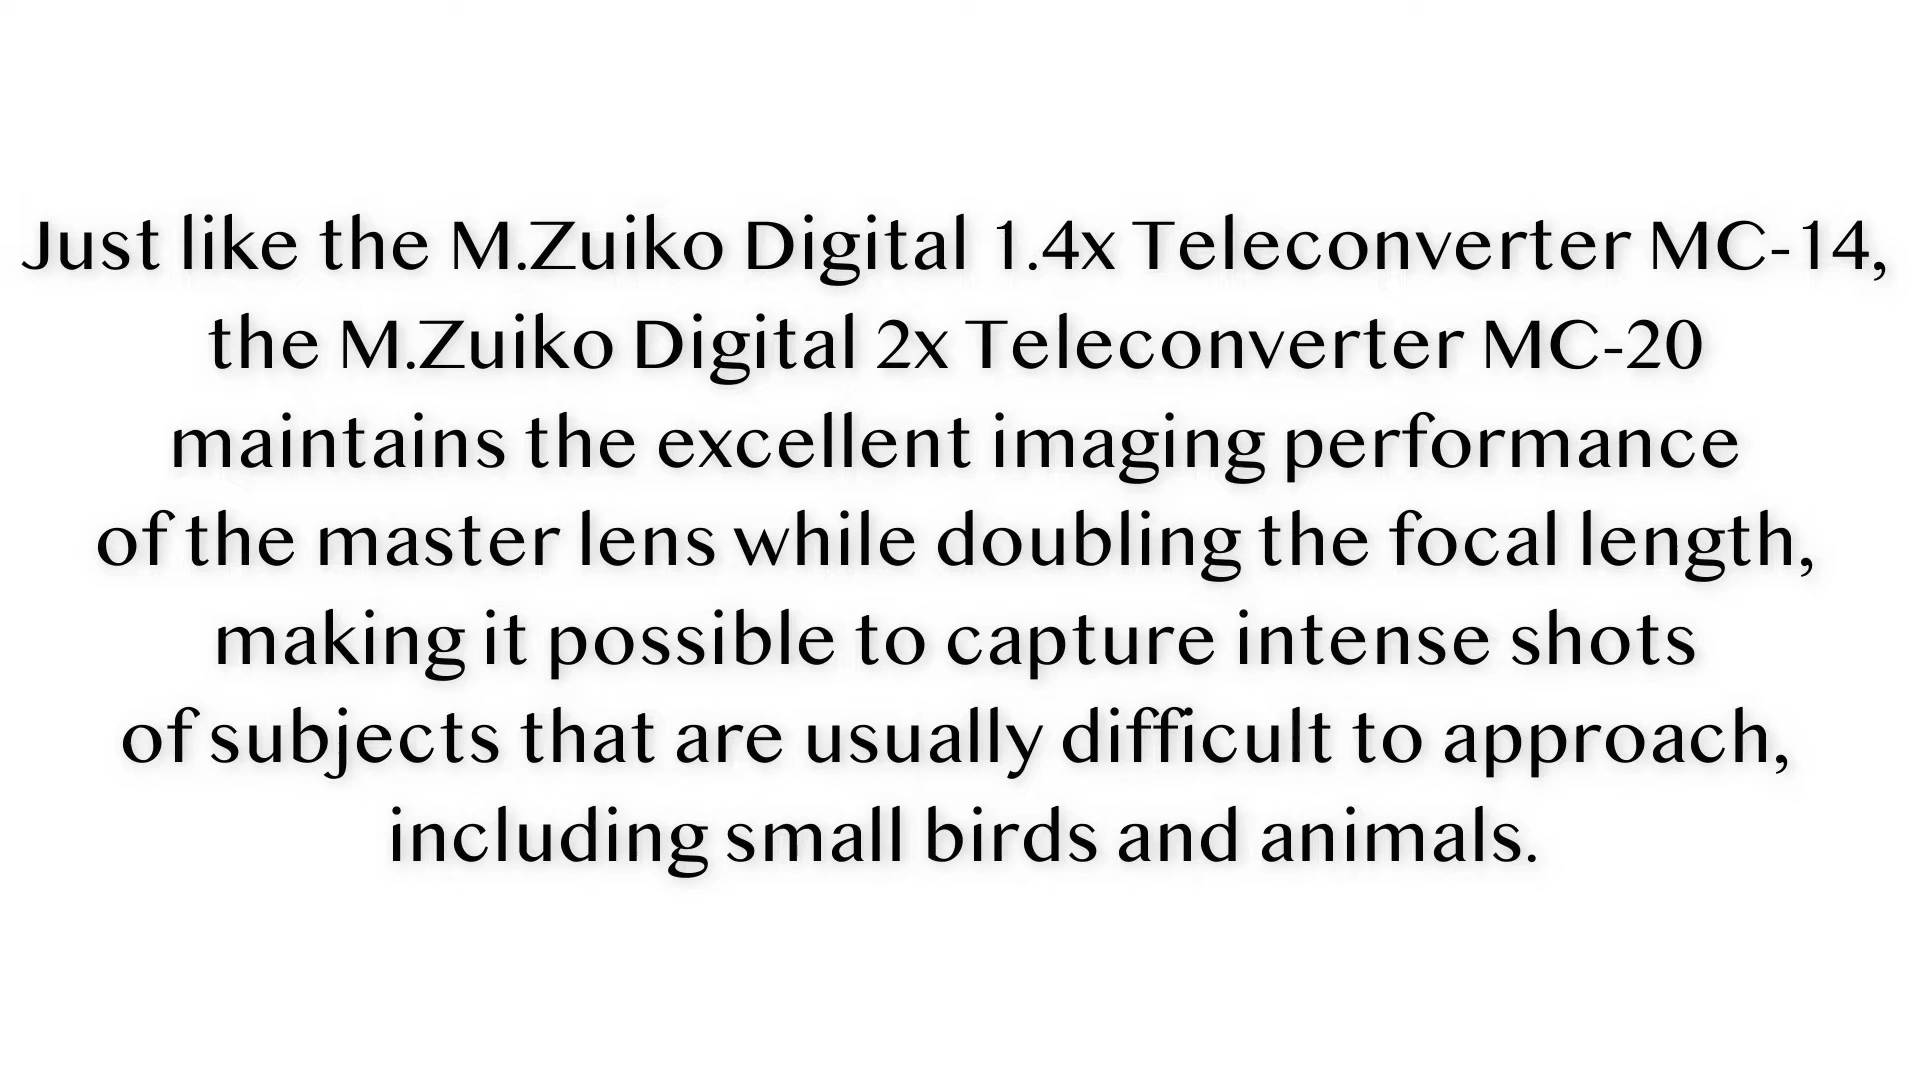 Just like the M.Zuiko Digital 1.4x Teleconverter MC-14,
the M.Zuiko Digital 2x Teleconverter MC-20
maintains the excellent imaging performance
of the master lens while doubling the focal length,
making it possible to capture intense shots
of subjects that are usually difficult to approach,
including small birds and animals.